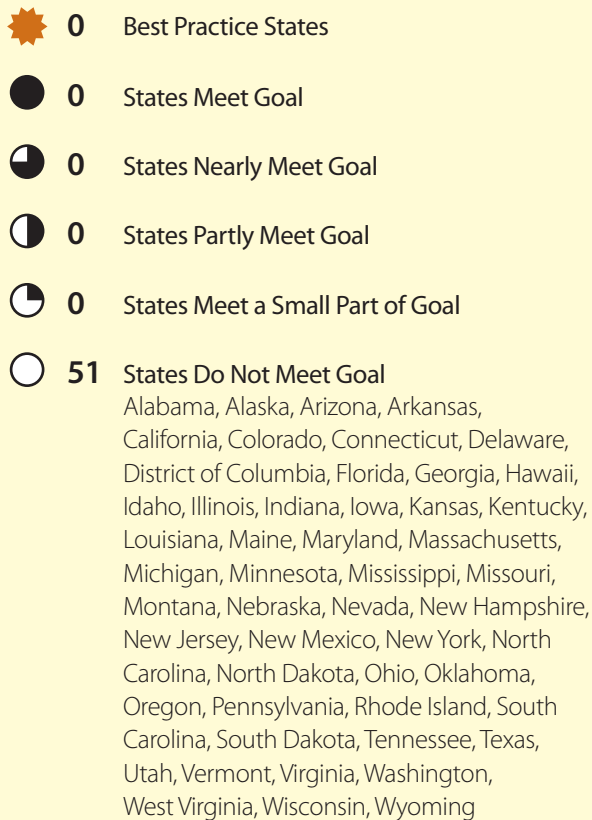 0 Best Practice States
0 States Meet Goal
0 States Nearly Meet Goal
0 States Partly Meet Goal
0 States Meet a Small Part of Goal
51 States Do Not Meet Goal
Alabama, Alaska, Arizona, Arkansas,
California, Colorado, Connecticut, Delaware,
District of Columbia, Florida, Georgia, Hawaii,
Idaho, Illinois, Indiana, Iowa, Kansas, Kentucky,
Louisiana, Maine, Maryland, Massachusetts,
Michigan, Minnesota, Mississippi, Missouri,
Montana, Nebraska, Nevada, New Hampshire,
New Jersey, New Mexico, New York, North
Carolina, North Dakota, Ohio, Oklahoma,
Oregon, Pennsylvania, Rhode Island, South
Carolina, South Dakota, Tennessee, Texas,
Utah, Vermont, Virginia, Washington,
West Virginia, Wisconsin, Wyoming